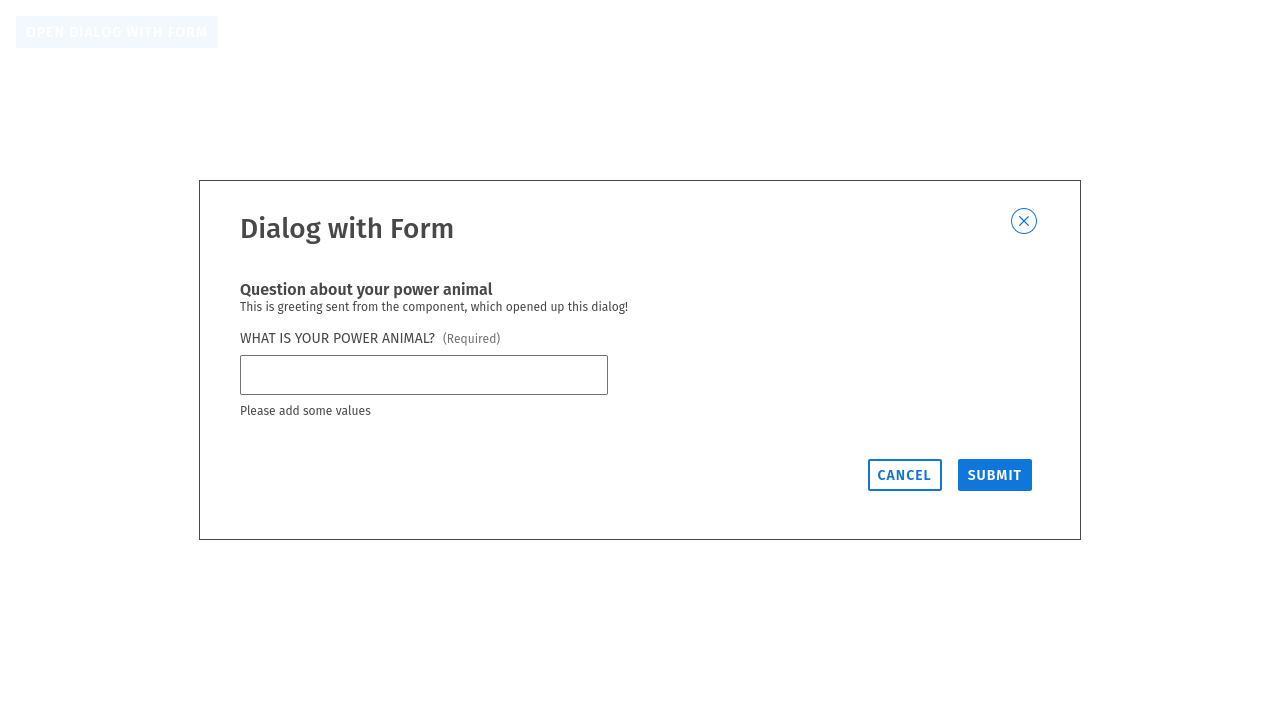 OPEN DIALOG WITH FORM
Dialog with Form
Question about your power animal
This is greeting sent from the component, which opened up this dialog!
WHAT IS YOUR POWER ANIMAL? (Required)
Please add some values
CANCEL SUBMIT